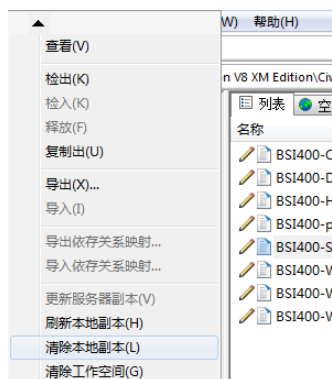 W) 帮助(H)
查看(V)
n V8 XM Edition\Civ
检出(K)
检入(C)
释放(F)
复制出(U)
导出(X)...
导入(I)
导出依存关系映射...
导入依存关系映射...
更新服务器副本(V)
刷新本地副本(H)
清除本地副本(L)
清除工作空间(G)
列表
空
名称
BSI400-C
BSI400-D
BSI400-H
BSI400-p
BSI400-S
BSI400-V
BSI400-V
BSI400-V